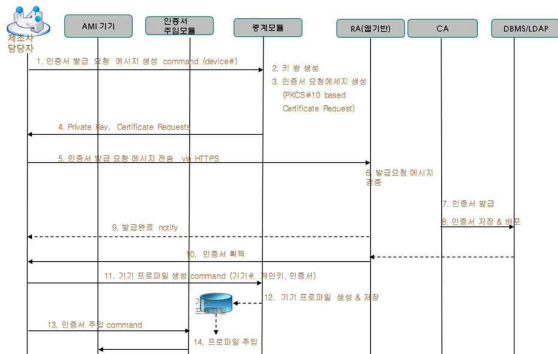 제조사
담당자
AMI 기기
인증서
주입모듈
중계모듈
RA(웹기반)
CA
DBMS/LDAP
1. 인증서 발급 요청 메시지 생성 command (device#)
2. 키 쌍 생성
3. 인증서 요청메세지 생성
(PKCS#10 based
Certificate Request)
4. Private Key, Certificate Requests
5. 인증서 발급 요청 메시지 전송 via HTTPS
6. 발급요청 메시지
검증
7. 인증서 발급
8. 인증서 저장 & 배포
9. 발급완료 notify
10. 인증서 획득
11. 기기 프로파일 생성 command (기기#, 개인키, 인증서)
12. 기기 프로파일 생성 & 저장
프로파일
13. 인증서 주입 command
14. 프로파일 주입